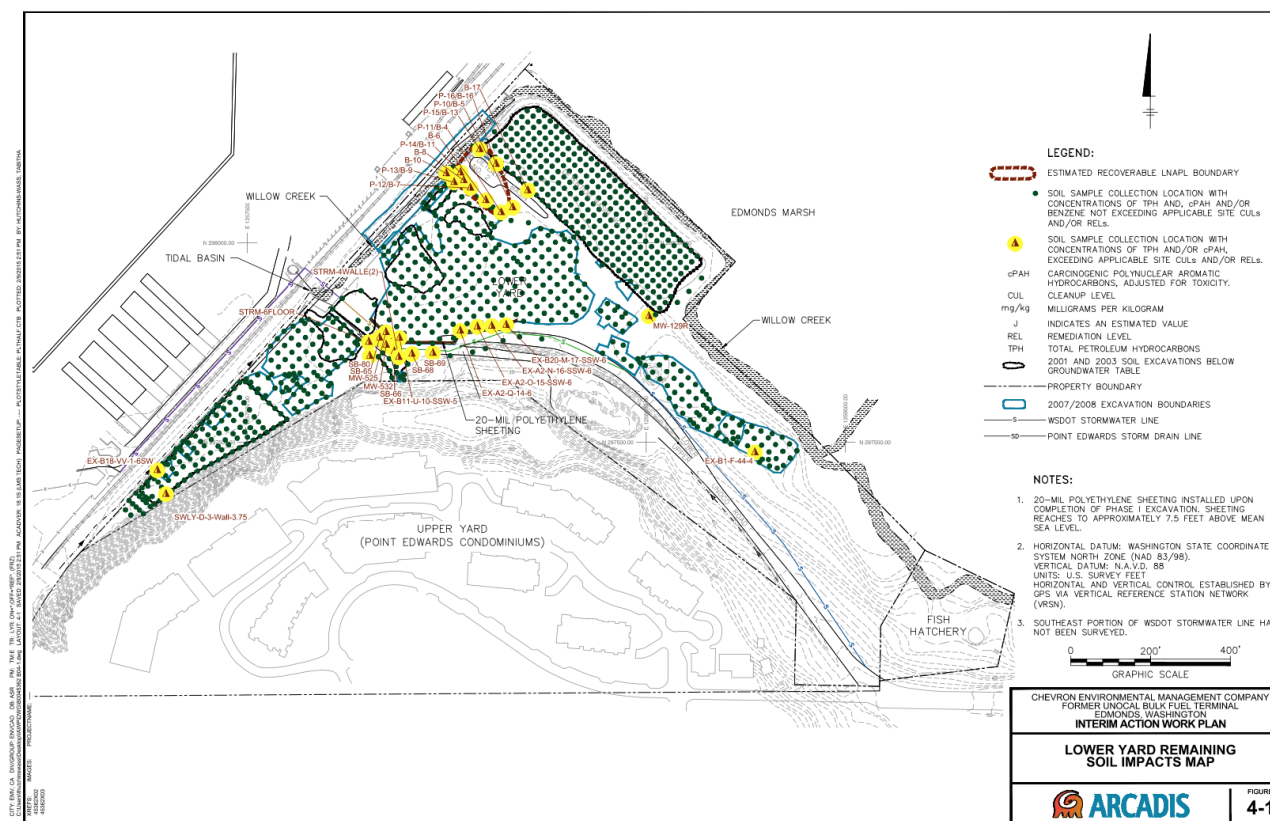 B-17
P-16/B-16
P-10/B-5
P-15/B-13
P-11/B-4
B-6
P-14/B-11
B-8
B-10
P-13/B-9
P-12/B-7
WILLOW CREEK
N 298000.00
TIDAL BASIN
STRM-4WALLE(2)
STRM-6FLOOR
LOWER
YARD
EDMONDS MARSH
WILLOW CREEK
MW-129R
SB-80
SB-65
MW-525
MW-532
SB-66
EX-B11-U-10-SSW-5
SB-69
SB-68
EX-B20-M-17-SSW-6
EX-A2-N-16-SSW-6
EX-A2-O-15-SSW-6
EX-A2-Q-14-6
20-MIL POLYETHYLENE
SHEETING
N 297500.00
N 297500.00
EX-B18-VV-1-6SW
SWLY-D-3-Wall-3.75
EX-B1-F-44-4
UPPER YARD
(POINT EDWARDS CONDOMINIUMS)
FISH
HATCHERY
LEGEND:
ESTIMATED RECOVERABLE LNAPL BOUNDARY
SOIL SAMPLE COLLECTION LOCATION WITH
CONCENTRATIONS OF TPH AND, cPAH AND/OR
BENZENE NOT EXCEEDING APPLICABLE SITE CULs
AND/OR RELs.
SOIL SAMPLE COLLECTION LOCATION WITH
CONCENTRATIONS OF TPH AND/OR cPAH,
EXCEEDING APPLICABLE SITE CULs AND/OR RELs.
cPAH CARCINOGENIC POLYNUCLEAR AROMATIC
HYDROCARBONS, ADJUSTED FOR TOXICITY.
CUL CLEANUP LEVEL
mg/kg MILLIGRAMS PER KILOGRAM
J INDICATES AN ESTIMATED VALUE
REL REMEDIATION LEVEL
TPH TOTAL PETROLEUM HYDROCARBONS
2001 AND 2003 SOIL EXCAVATIONS BELOW
GROUNDWATER TABLE
PROPERTY BOUNDARY
2007/2008 EXCAVATION BOUNDARIES
S WSDOT STORMWATER LINE
SD POINT EDWARDS STORM DRAIN LINE
NOTES:
1. 20-MIL POLYETHYLENE SHEETING INSTALLED UPON
COMPLETION OF PHASE I EXCAVATION. SHEETING
REACHES TO APPROXIMATELY 7.5 FEET ABOVE MEAN
SEA LEVEL.
2. HORIZONTAL DATUM: WASHINGTON STATE COORDINATE
SYSTEM NORTH ZONE (NAD 83/98).
VERTICAL DATUM: N.A.V.D. 88
UNITS: U.S. SURVEY FEET
HORIZONTAL AND VERTICAL CONTROL ESTABLISHED BY
GPS VIA VERTICAL REFERENCE STATION NETWORK
(VRSN).
3. SOUTHEAST PORTION OF WSDOT STORMWATER LINE HA
NOT BEEN SURVEYED.
0 200' 400'
GRAPHIC SCALE
CHEVRON ENVIRONMENTAL MANAGEMENT COMPANY
FORMER UNOCAL BULK FUEL TERMINAL
EDMONDS, WASHINGTON
INTERIM ACTION WORK PLAN
LOWER YARD REMAINING
SOIL IMPACTS MAP
ARCADIS
FIGURE
4-1